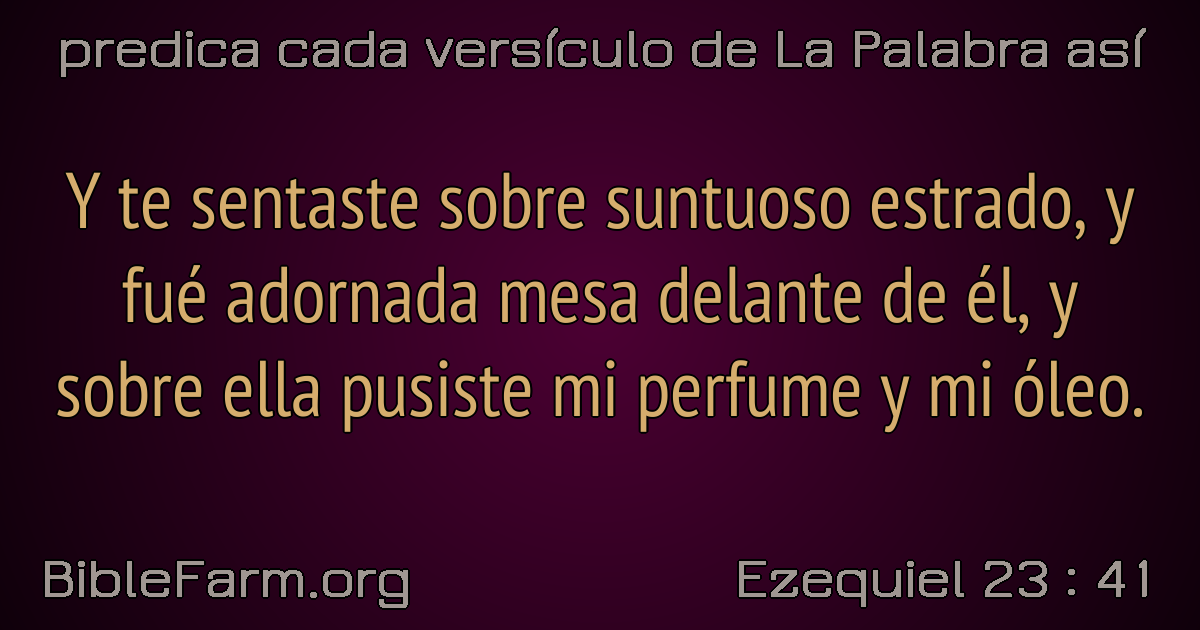 predica cada versículo de La Palabra así
Y te sentaste sobre suntuoso estrado, y
fué adornada mesa delante de él, y
sobre ella pusiste mi perfume y mi óleo.
BibleFarm.org
Ezequiel 23 : 41